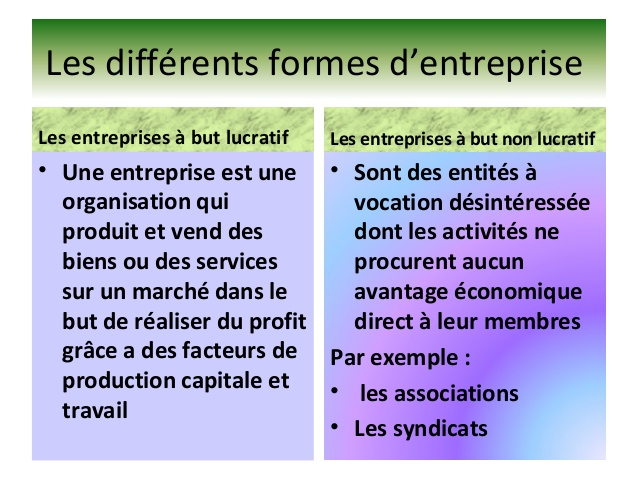 Les différents formes d’entreprise
Les entreprises à but lucratif
• Une entreprise est une
organisation qui
produit et vend des
biens ou des services
sur un marché dans le
but de réaliser du profit
grâce a des facteurs de
production capitale et
travail
Les entreprises à but non lucratif
• Sont des entités à
vocation désintéressée
dont les activités ne
procurent aucun
avantage économique
direct à leur membres
Par exemple :
• les associations
• Les syndicats